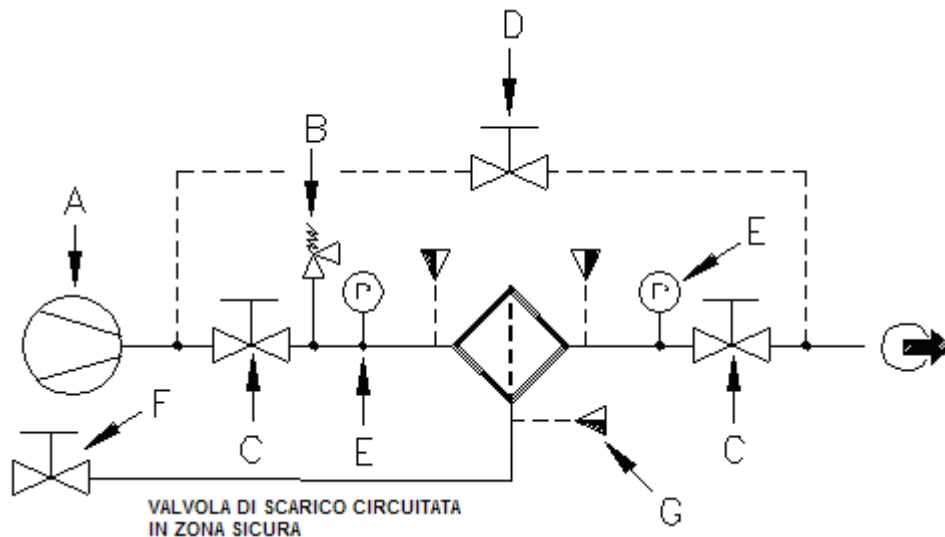 D
B
A
E
r
r
F
C
E
C
G
VALVOLA DI SCARICO CIRCUITATA
IN ZONA SICURA